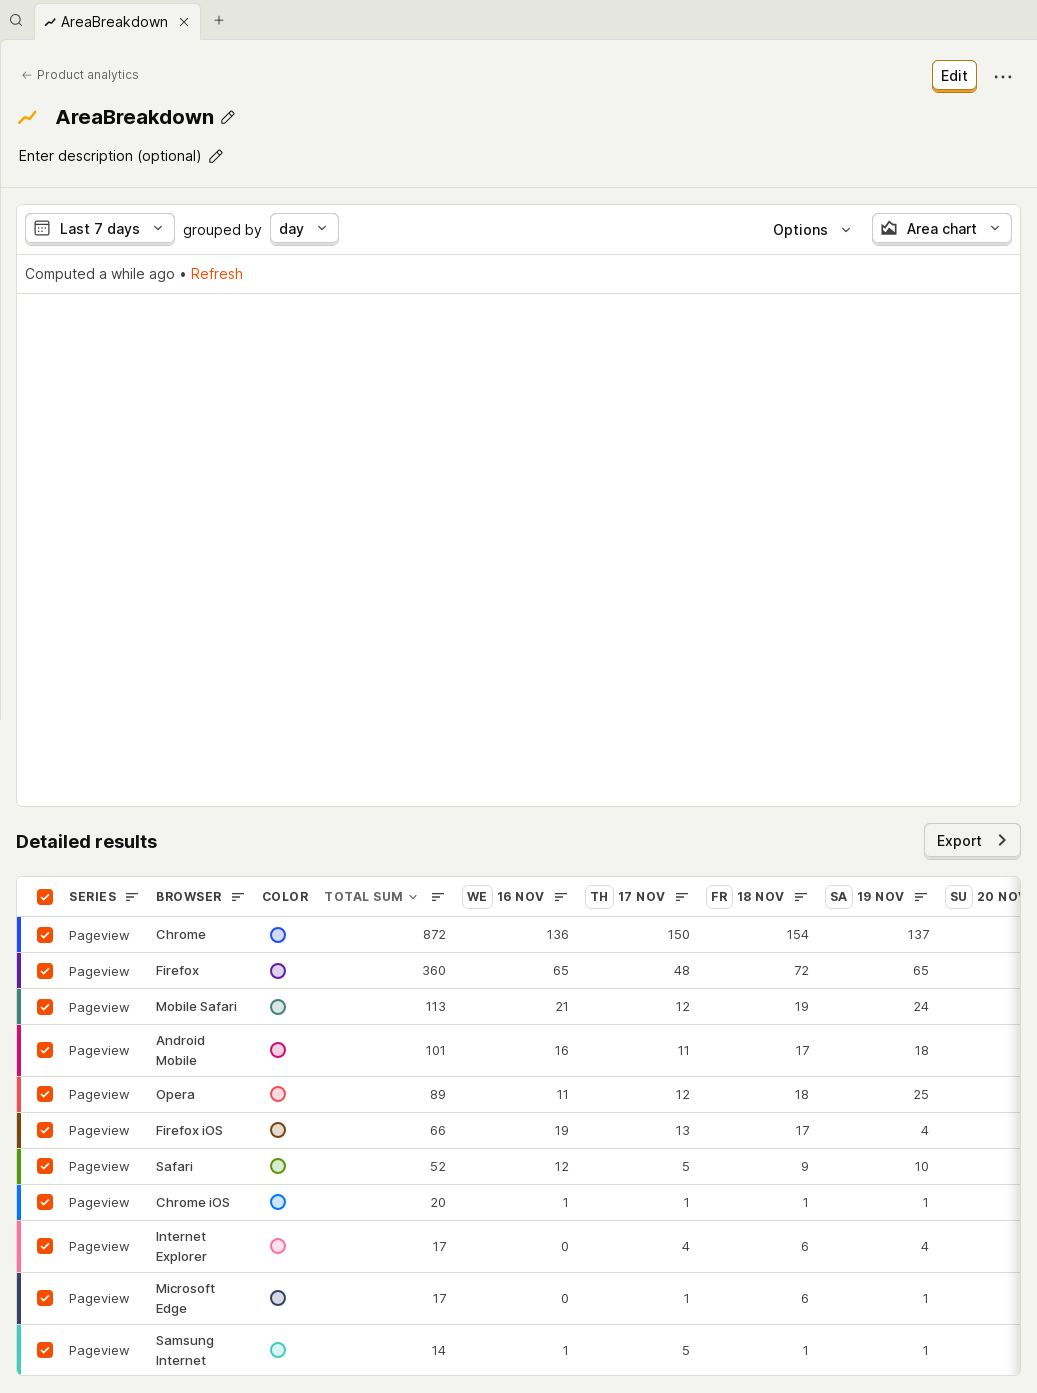 AreaBreakdown
Product analytics
Edit
AreaBreakdown
Enter description (optional)
Last 7 days grouped by day Options Area chart
Computed a while ago • Refresh
Detailed results
Export
SERIES BROWSER COLOR TOTAL SUM WE 16 NOV TH 17 NOV FR 18 NOV SA 19 NOV SU 20 NOV
Pageview Chrome 872 136 150 154 137
Pageview Firefox 360 65 48 72 65
Pageview Mobile Safari 113 21 12 19 24
Pageview Android Mobile 101 16 11 17 18
Pageview Opera 89 11 12 18 25
Pageview Firefox iOS 66 19 13 17 4
Pageview Safari 52 12 5 9 10
Pageview Chrome iOS 20 1 1 1 1
Pageview Internet Explorer 17 0 4 6 4
Pageview Microsoft Edge 17 0 1 6 1
Pageview Samsung Internet 14 1 5 1 1